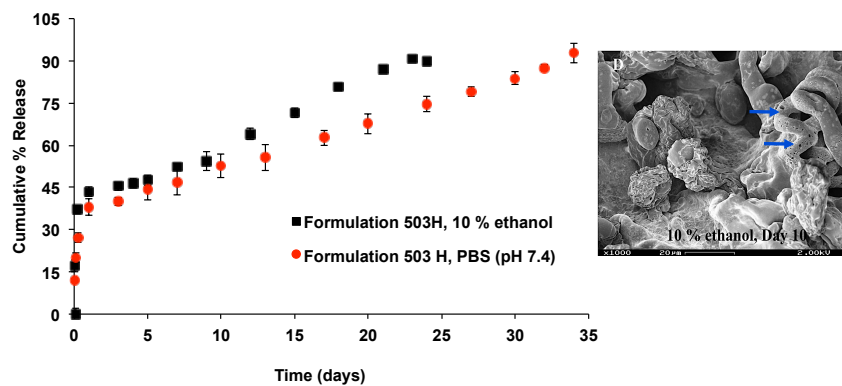 105
90
75
60
45
30
15
0
Cumulative % Release
Formulation 503H, 10 % ethanol
Formulation 503 H, PBS (pH 7.4)
0 5 10 15 20 25 30 35
Time (days)
D
10 % ethanol, Day 10
x1000 20µm 2.00kV